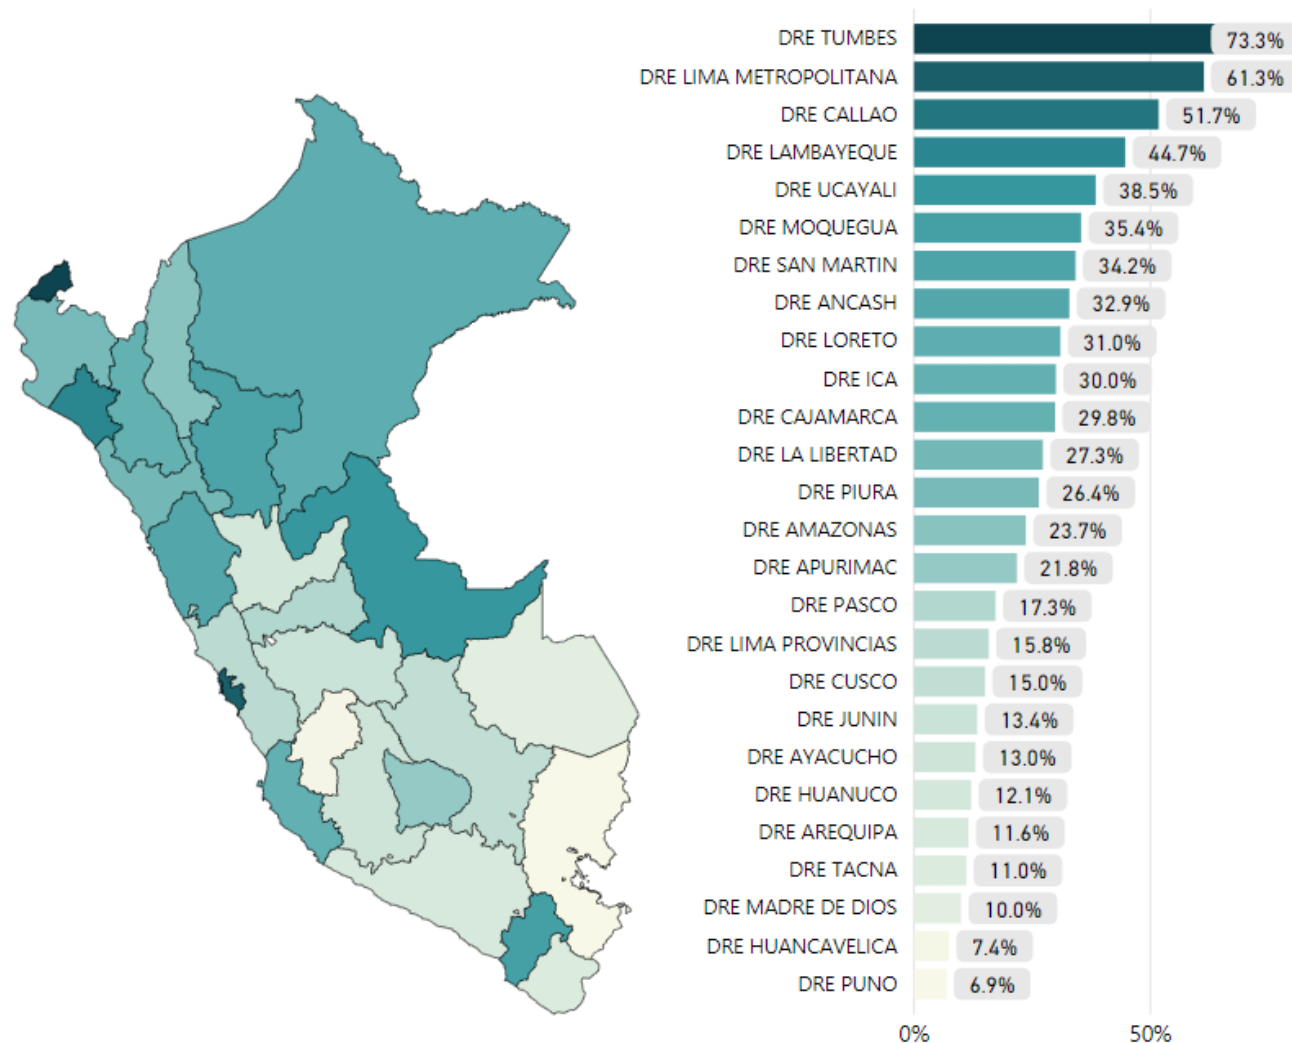 DRE TUMBES 73.3%
DRE LIMA METROPOLITANA 61.3%
DRE CALLAO 51.7%
DRE LAMBAYEQUE 44.7%
DRE UCAYALI 38.5%
DRE MOQUEGUA 35.4%
DRE SAN MARTIN 34.2%
DRE ANCASH 32.9%
DRE LORETO 31.0%
DRE ICA 30.0%
DRE CAJAMARCA 29.8%
DRE LA LIBERTAD 27.3%
DRE PIURA 26.4%
DRE AMAZONAS 23.7%
DRE APURIMAC 21.8%
DRE PASCO 17.3%
DRE LIMA PROVINCIAS 15.8%
DRE CUSCO 15.0%
DRE JUNIN 13.4%
DRE AYACUCHO 13.0%
DRE HUANUCO 12.1%
DRE AREQUIPA 11.6%
DRE TACNA 11.0%
DRE MADRE DE DIOS 10.0%
DRE HUANCAVELICA 7.4%
DRE PUNO 6.9%
0% 50%